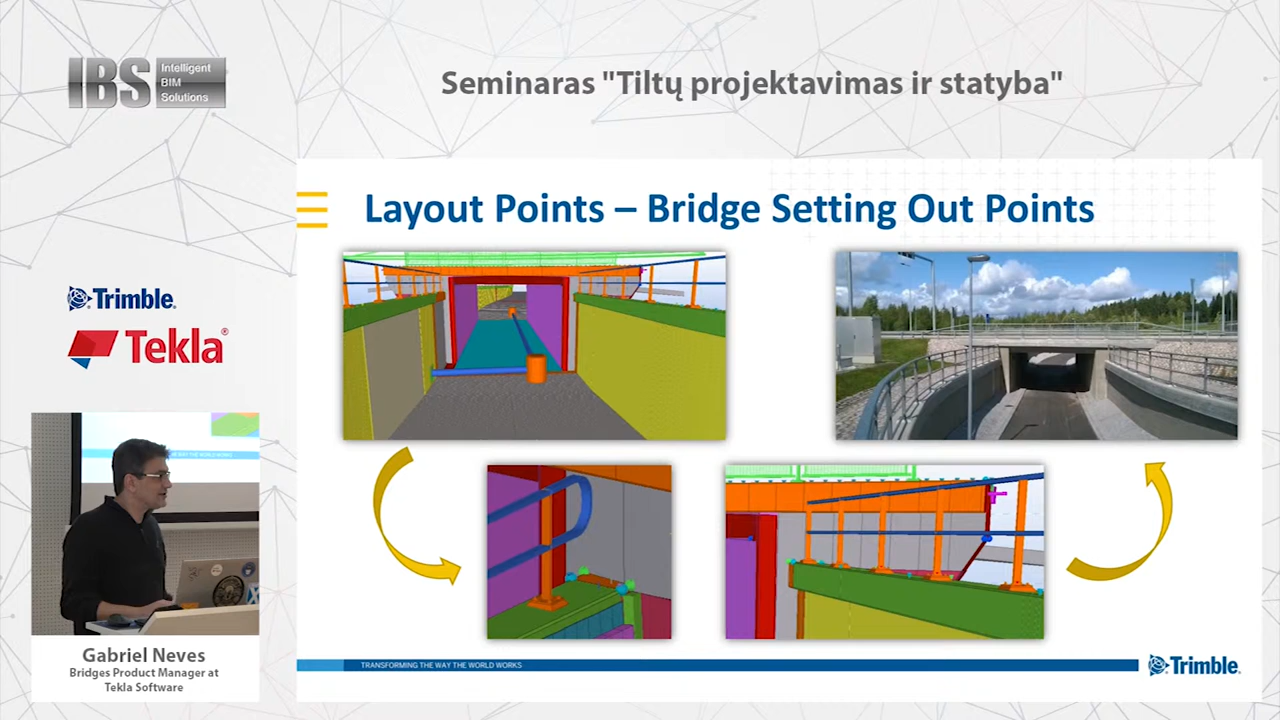 IBS
Intelligent
BIM
Solutions
Seminaras "Tiltų projektavimas ir statyba"
Layout Points – Bridge Setting Out Points
Trimble.
Tekla®
Gabriel Neves
Bridges Product Manager at
Tekla Software
TRANSFORMING THE WAY THE WORLD WORKS
Trimble.